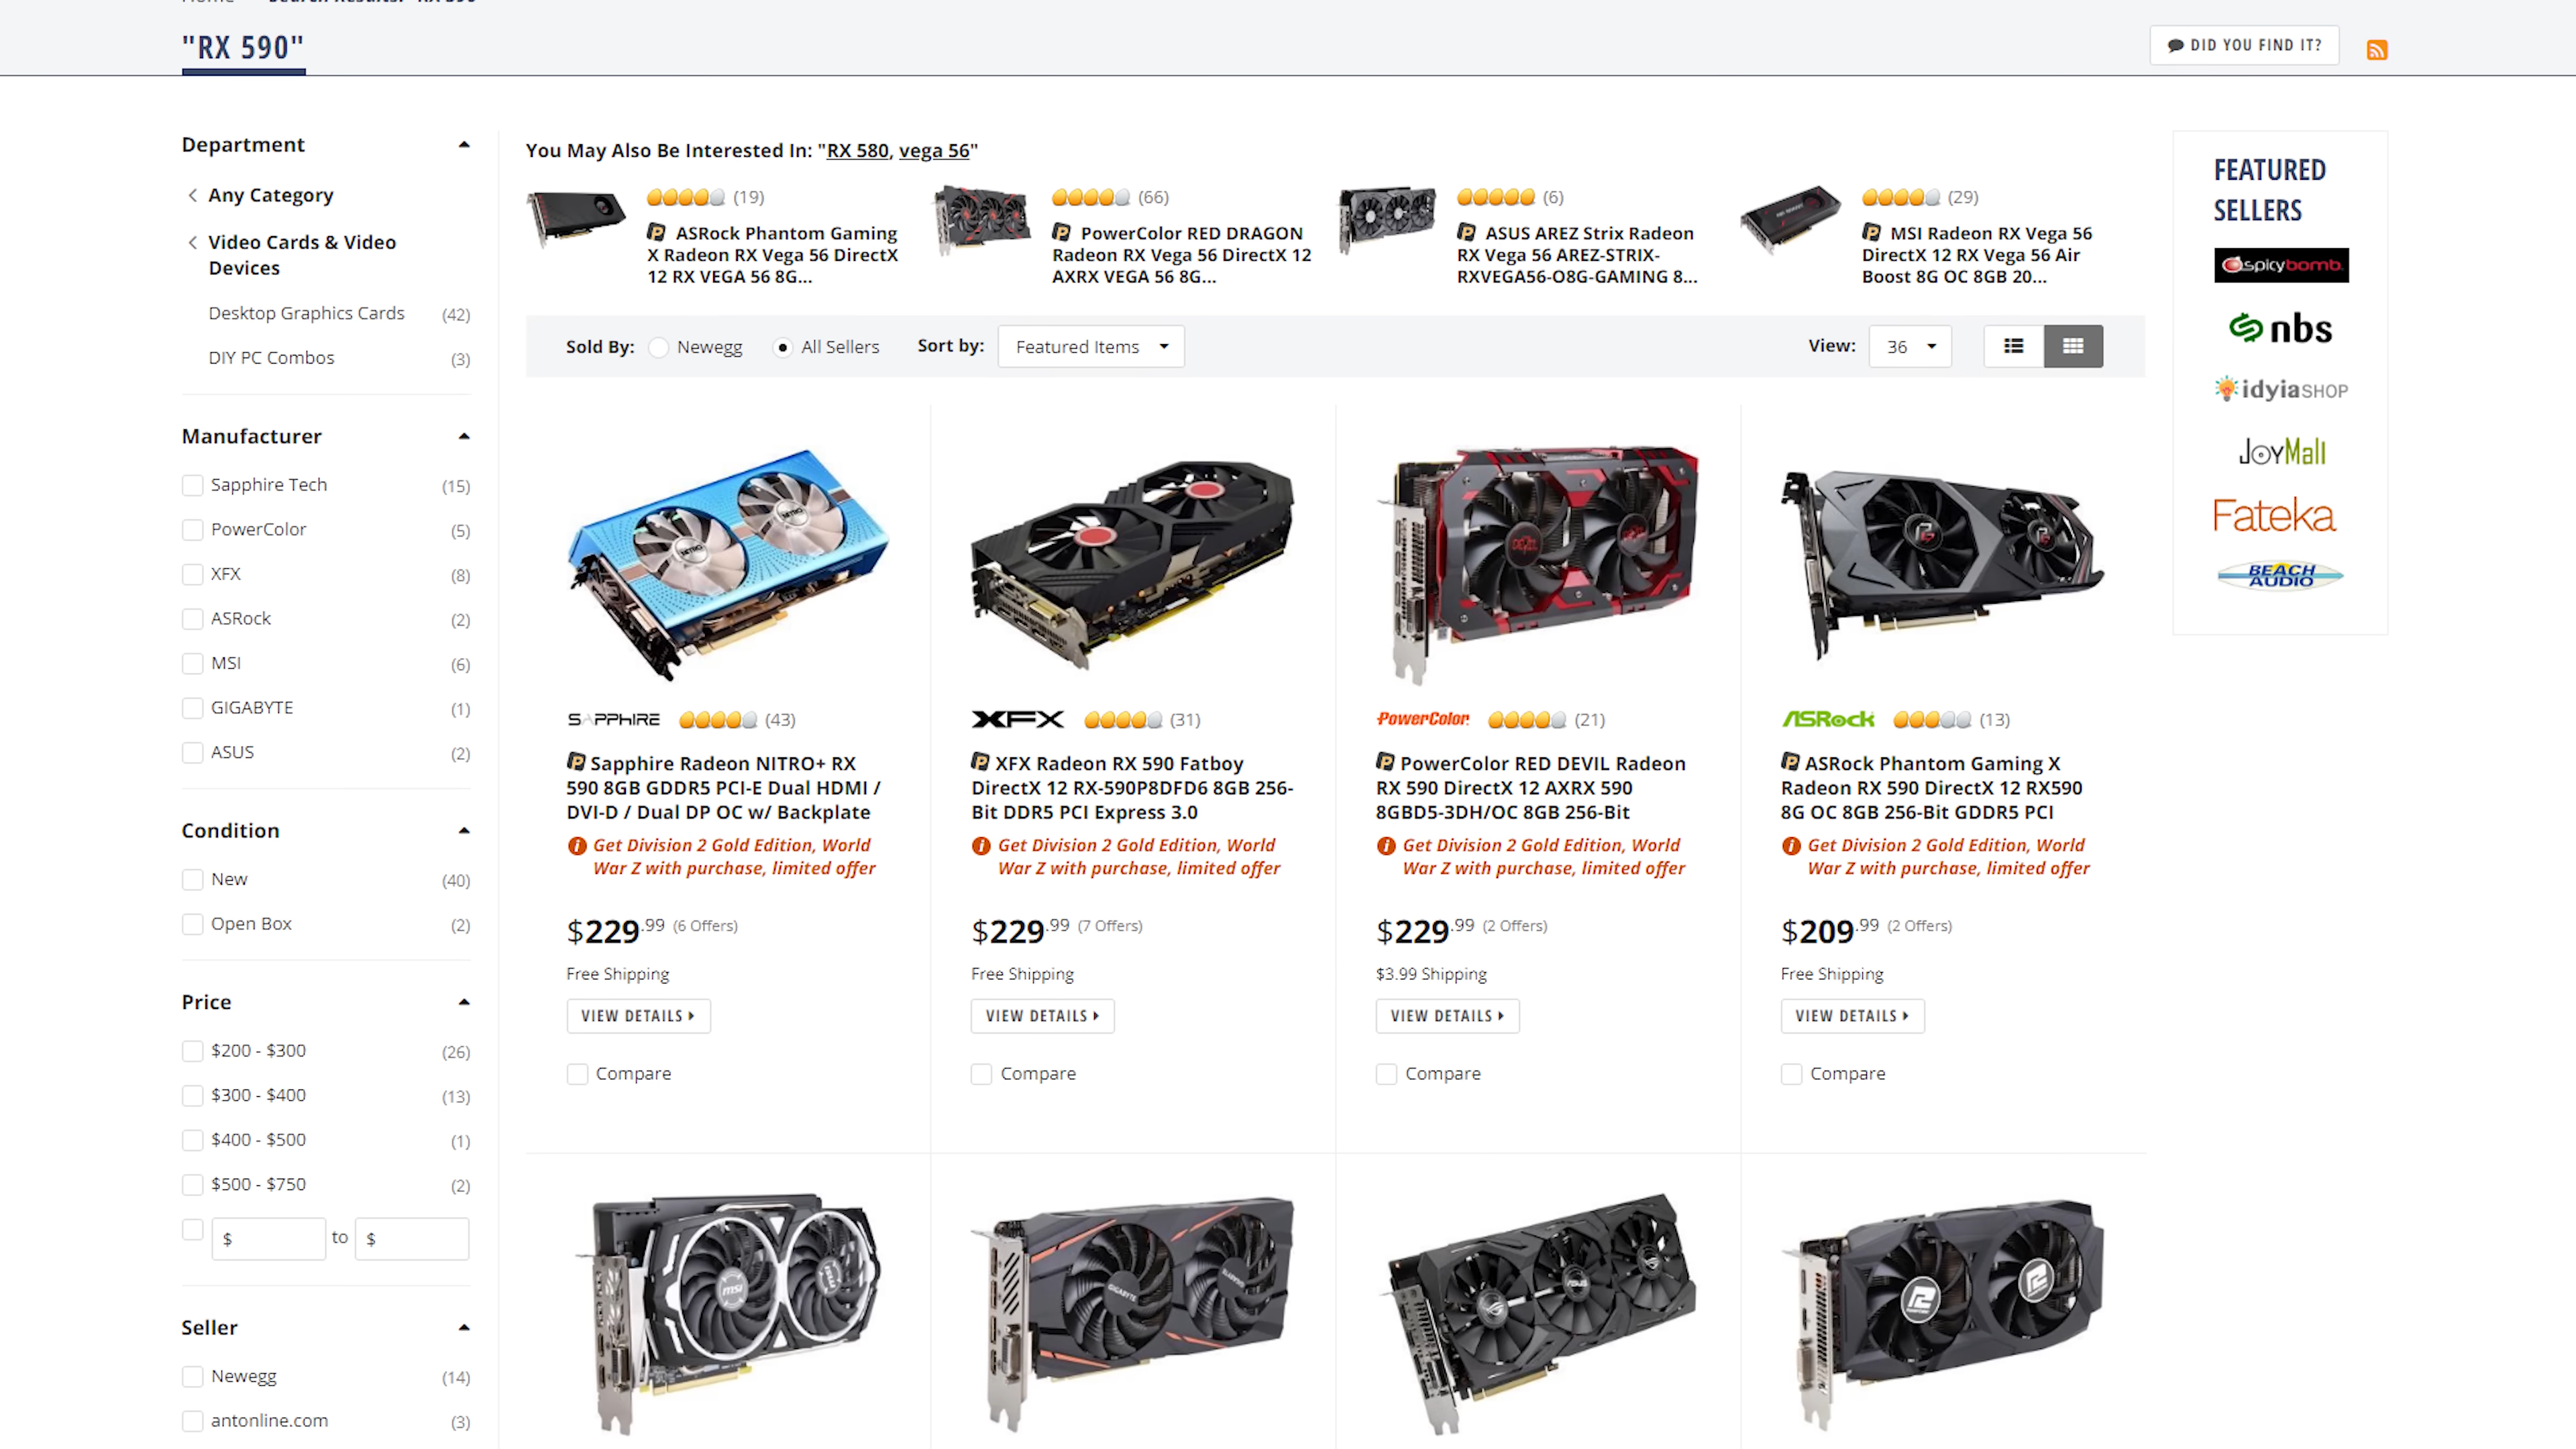 "RX 590"
DID YOU FIND IT?
Department
Any Category
Video Cards & Video
Devices
Desktop Graphics Cards (42)
DIY PC Combos (3)
Manufacturer
Sapphire Tech (15)
PowerColor (5)
XFX (8)
ASRock (2)
MSI (6)
GIGABYTE (1)
ASUS (2)
Condition
New (40)
Open Box (2)
Price
$200 - $300 (26)
$300 - $400 (13)
$400 - $500 (1)
$500 - $750 (2)
$ to $
Seller
Newegg (14)
antonline.com (3)
You May Also Be Interested In: "RX 580, vega 56"
(19)
ASRock Phantom Gaming
X Radeon RX Vega 56 DirectX
12 RX VEGA 56 8G...
(66)
PowerColor RED DRAGON
Radeon RX Vega 56 DirectX 12
AXRX VEGA 56 8G...
(6)
ASUS AREZ Strix Radeon
RX Vega 56 AREZ-STRIX-
RXVEGA56-O8G-GAMING 8...
(29)
MSI Radeon RX Vega 56
DirectX 12 RX Vega 56 Air
Boost 8G OC 8GB 20...
Sold By: Newegg All Sellers Sort by: Featured Items View: 36
SAPPHIRE (43)
Sapphire Radeon NITRO+ RX
590 8GB GDDR5 PCI-E Dual HDMI /
DVI-D / Dual DP OC w/ Backplate
Get Division 2 Gold Edition, World
War Z with purchase, limited offer
$229.99 (6 Offers)
Free Shipping
VIEW DETAILS
Compare
XFX (31)
XFX Radeon RX 590 Fatboy
DirectX 12 RX-590P8DFD6 8GB 256-
Bit DDR5 PCI Express 3.0
Get Division 2 Gold Edition, World
War Z with purchase, limited offer
$229.99 (7 Offers)
Free Shipping
VIEW DETAILS
Compare
PowerColor (21)
PowerColor RED DEVIL Radeon
RX 590 DirectX 12 AXRX 590
8GBD5-3DH/OC 8GB 256-Bit
Get Division 2 Gold Edition, World
War Z with purchase, limited offer
$229.99 (2 Offers)
$3.99 Shipping
VIEW DETAILS
Compare
ASRock (13)
ASRock Phantom Gaming X
Radeon RX 590 DirectX 12 RX590
8G OC 8GB 256-Bit GDDR5 PCI
Get Division 2 Gold Edition, World
War Z with purchase, limited offer
$209.99 (2 Offers)
Free Shipping
VIEW DETAILS
Compare
FEATURED
SELLERS
spicybomb.
nbs
idyiaSHOP
JoyMall
Fateka
BEACH
AUDIO